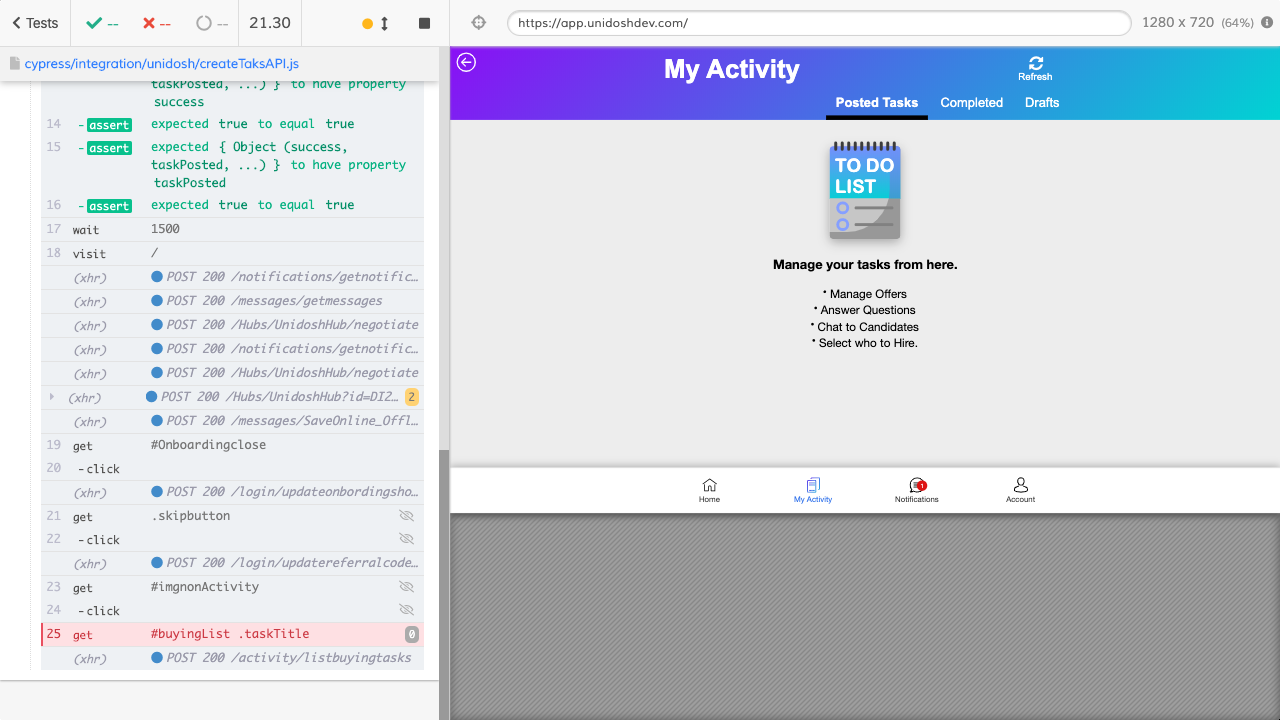 Tests
--
--
--
21.30
https://app.unidoshdev.com/
1280 x 720 (64%)
cypress/integration/unidosh/createTaksAPI.js
taskPosted, ...) } to have property
success
14 - assert expected true to equal true
15 - assert expected { Object (success,
taskPosted, ...) } to have property
taskPosted
16 - assert expected true to equal true
17 wait 1500
18 visit /
(xhr) POST 200 /notifications/getnotific...
(xhr) POST 200 /messages/getmessages
(xhr) POST 200 /Hubs/UnidoshHub/negotiate
(xhr) POST 200 /notifications/getnotific...
(xhr) POST 200 /Hubs/UnidoshHub/negotiate
(xhr) POST 200 /Hubs/UnidoshHub?id=DI2... 2
(xhr) POST 200 /messages/SaveOnline_Offl...
19 get #Onboardingclose
20 - click
(xhr) POST 200 /login/updateonbordingsho...
21 get .skipbutton
22 - click
(xhr) POST 200 /login/updatereferralcode...
23 get #imgnonActivity
24 - click
25 get #buyingList .taskTitle 0
(xhr) POST 200 /activity/listbuyingtasks
My Activity
Refresh
Posted Tasks Completed Drafts
TO DO
LIST
Manage your tasks from here.
* Manage Offers
* Answer Questions
* Chat to Candidates
* Select who to Hire.
1
Home My Activity Notifications Account